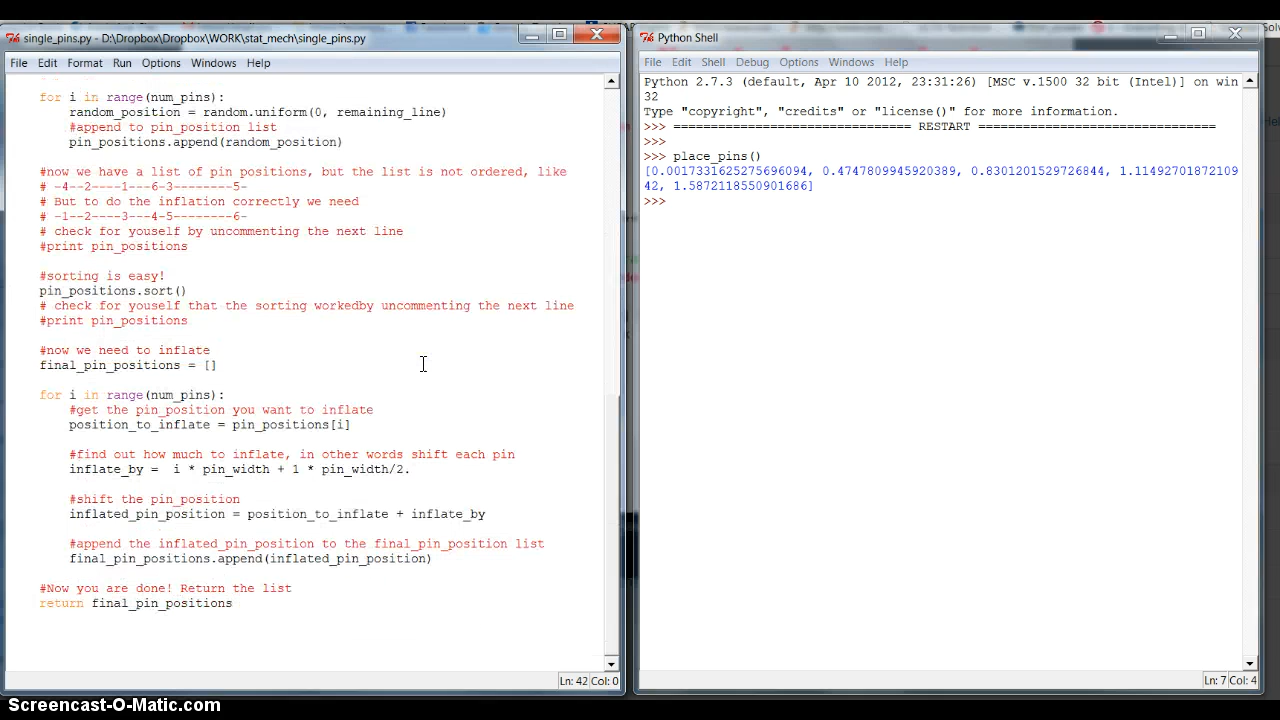 single_pins.py - D:\Dropbox\Dropbox\WORK\stat_mech\single_pins.py
File Edit Format Run Options Windows Help
for i in range(num_pins):
random_position = random.uniform(0, remaining_line)
#append to pin_position list
pin_positions.append(random_position)
#now we have a list of pin positions, but the list is not ordered, like
# -4--2----1---6-3--------5-
# But to do the inflation correctly we need
# -1--2----3---4-5--------6-
# check for youself by uncommenting the next line
#print pin_positions
#sorting is easy!
pin_positions.sort()
# check for youself that the sorting workedby uncommenting the next line
#print pin_positions
#now we need to inflate
final_pin_positions = []
for i in range(num_pins):
#get the pin_position you want to inflate
position_to_inflate = pin_positions[i]
#find out how much to inflate, in other words shift each pin
inflate_by =  i * pin_width + 1 * pin_width/2.
#shift the pin_position
inflated_pin_position = position_to_inflate + inflate_by
#append the inflated_pin_position to the final_pin_position list
final_pin_positions.append(inflated_pin_position)
#Now you are done! Return the list
return final_pin_positions
Ln: 42 Col: 0
Python Shell
File Edit Shell Debug Options Windows Help
Python 2.7.3 (default, Apr 10 2012, 23:31:26) [MSC v.1500 32 bit (Intel)] on win
32
Type "copyright", "credits" or "license()" for more information.
>>> ================================ RESTART ================================
>>>
>>> place_pins()
[0.0017331625275696094, 0.4747809945920389, 0.8301201529726844, 1.11492701872109
42, 1.5872118550901686]
>>>
Ln: 7 Col: 4
Screencast-O-Matic.com